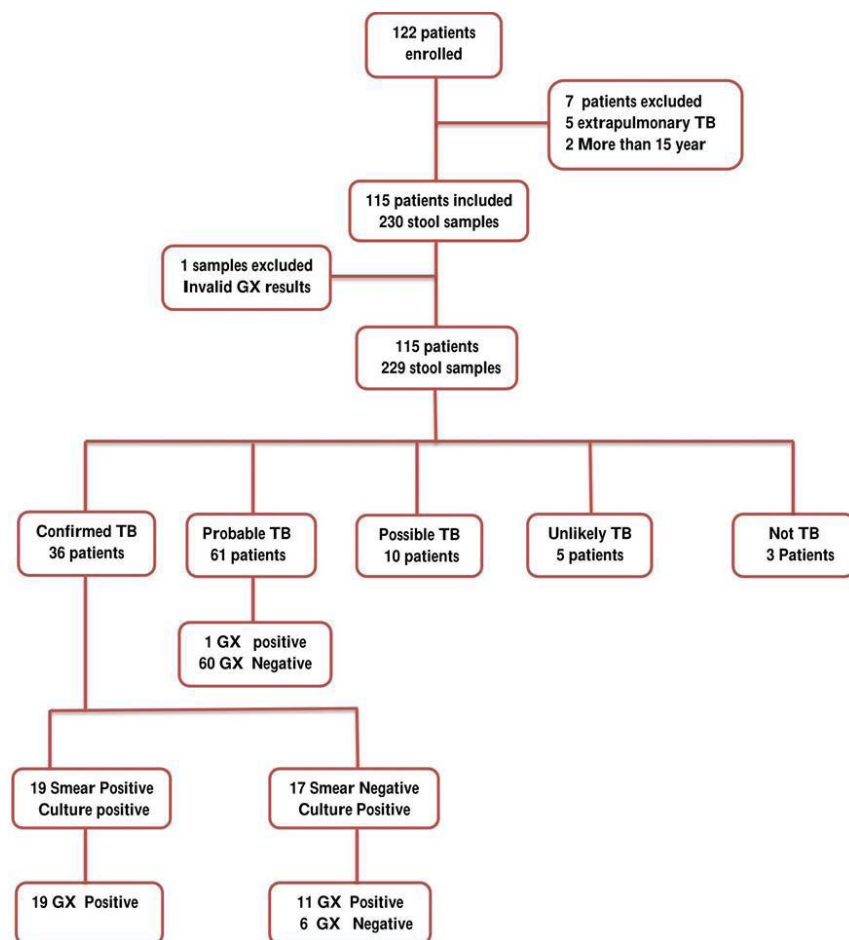 122 patients
enrolled
7 patients excluded
5 extrapulmonary TB
2 More than 15 year
115 patients included
230 stool samples
1 samples excluded
Invalid GX results
115 patients
229 stool samples
Confirmed TB
36 patients
Probable TB
61 patients
Possible TB
10 patients
Unlikely TB
5 patients
Not TB
3 Patients
1 GX positive
60 GX Negative
19 Smear Positive
Culture positive
17 Smear Negative
Culture Positive
19 GX Positive
11 GX Positive
6 GX Negative